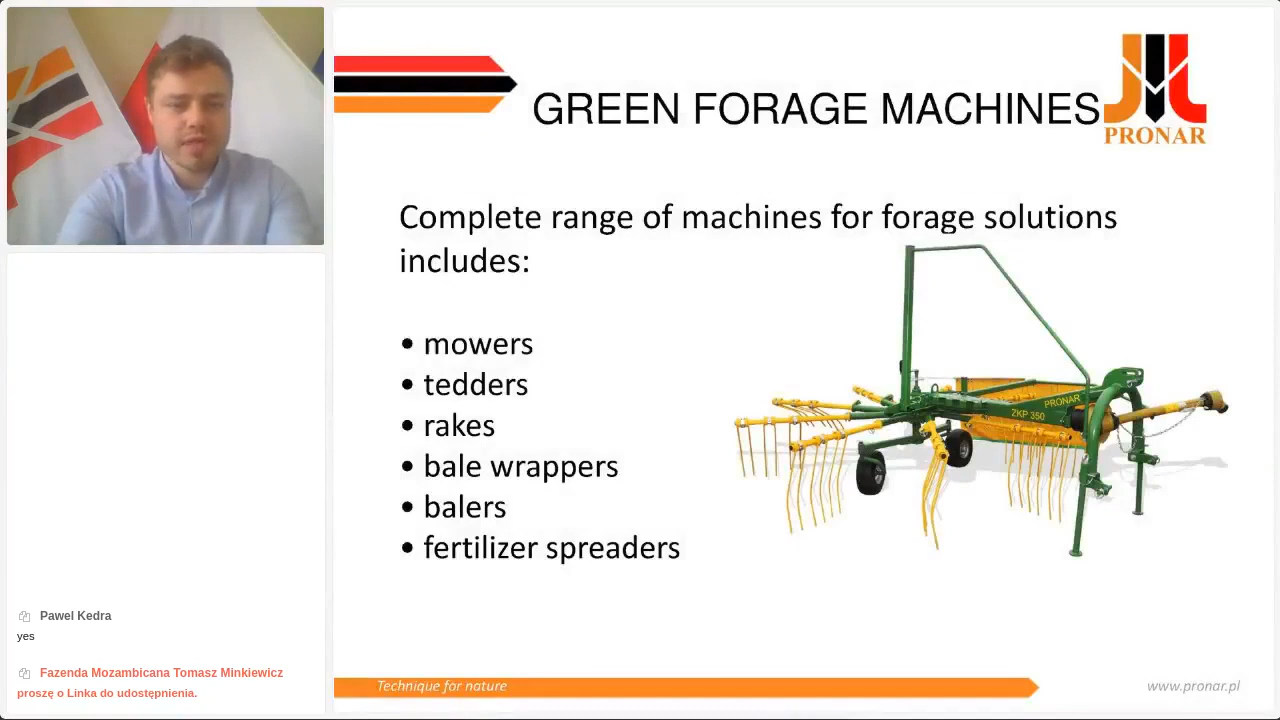 GREEN FORAGE MACHINES
PRONAR
Complete range of machines for forage solutions
includes:
• mowers
• tedders
• rakes
• bale wrappers
• balers
• fertilizer spreaders
PRONAR
ZKP 350
Pawel Kedra
yes
Fazenda Mozambicana Tomasz Minkiewicz
proszę o Linka do udostępnienia.
Technique for nature
www.pronar.pl